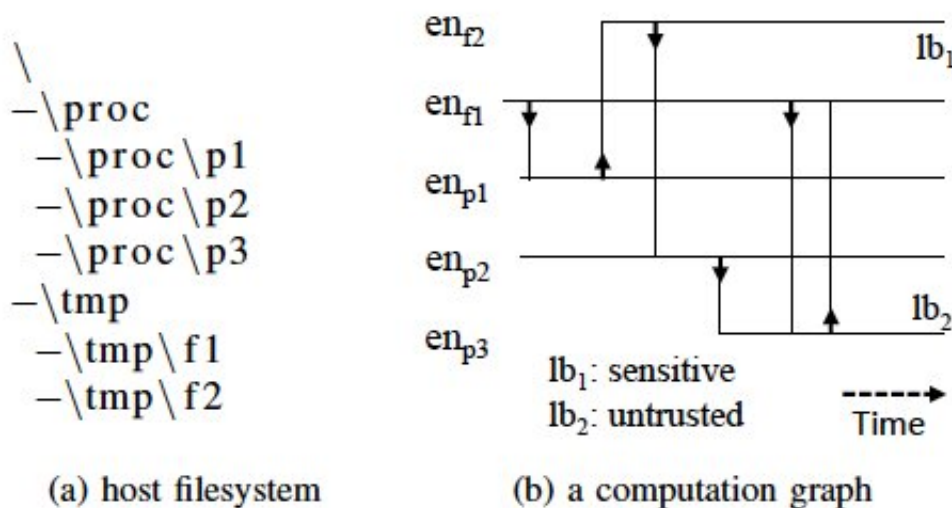 \
–\proc
–\proc\p1
–\proc\p2
–\proc\p3
–\tmp
–\tmp\f1
–\tmp\f2
(a) host filesystem
en_f2
lb_1
en_f1
en_p1
en_p2
lb_2
en_p3
lb_1: sensitive
lb_2: untrusted
Time
(b) a computation graph